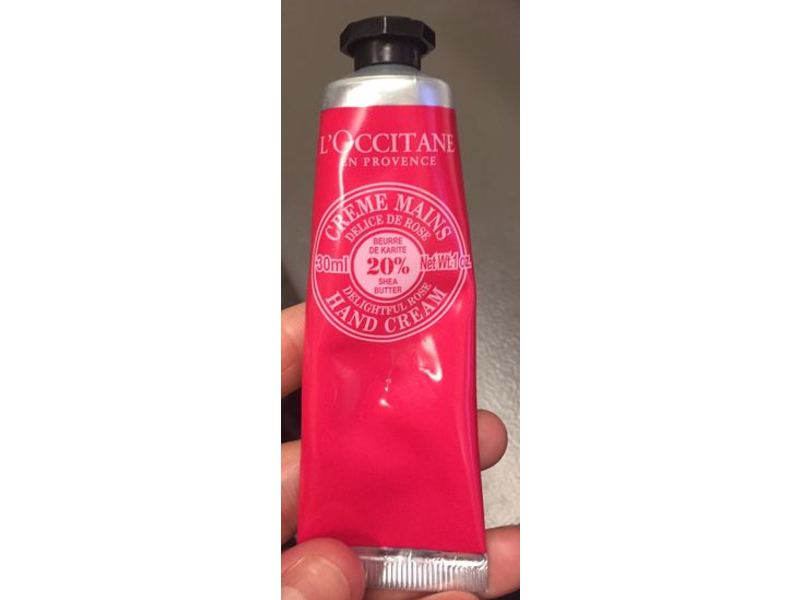 L'OCCITANE
EN PROVENCE
CREME MAINS
DELICE DE ROSE
BEURRE
DE KARITE
30ml 20% Net Wt.1 oz
SHEA
BUTTER
DELIGHTFUL ROSE
HAND CREAM